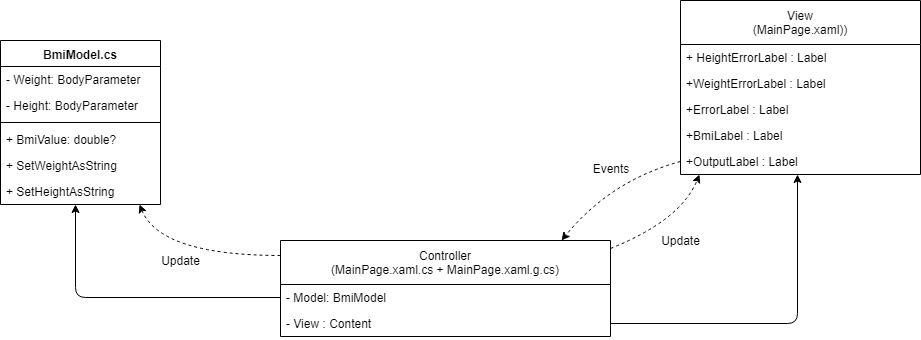 BmiModel.cs
- Weight: BodyParameter
- Height: BodyParameter
+ BmiValue: double?
+ SetWeightAsString
+ SetHeightAsString
View
(MainPage.xaml))
+ HeightErrorLabel : Label
+WeightErrorLabel : Label
+ErrorLabel : Label
+BmiLabel : Label
+OutputLabel : Label
Events
Update
Update
Controller
(MainPage.xaml.cs + MainPage.xaml.g.cs)
- Model: BmiModel
- View : Content